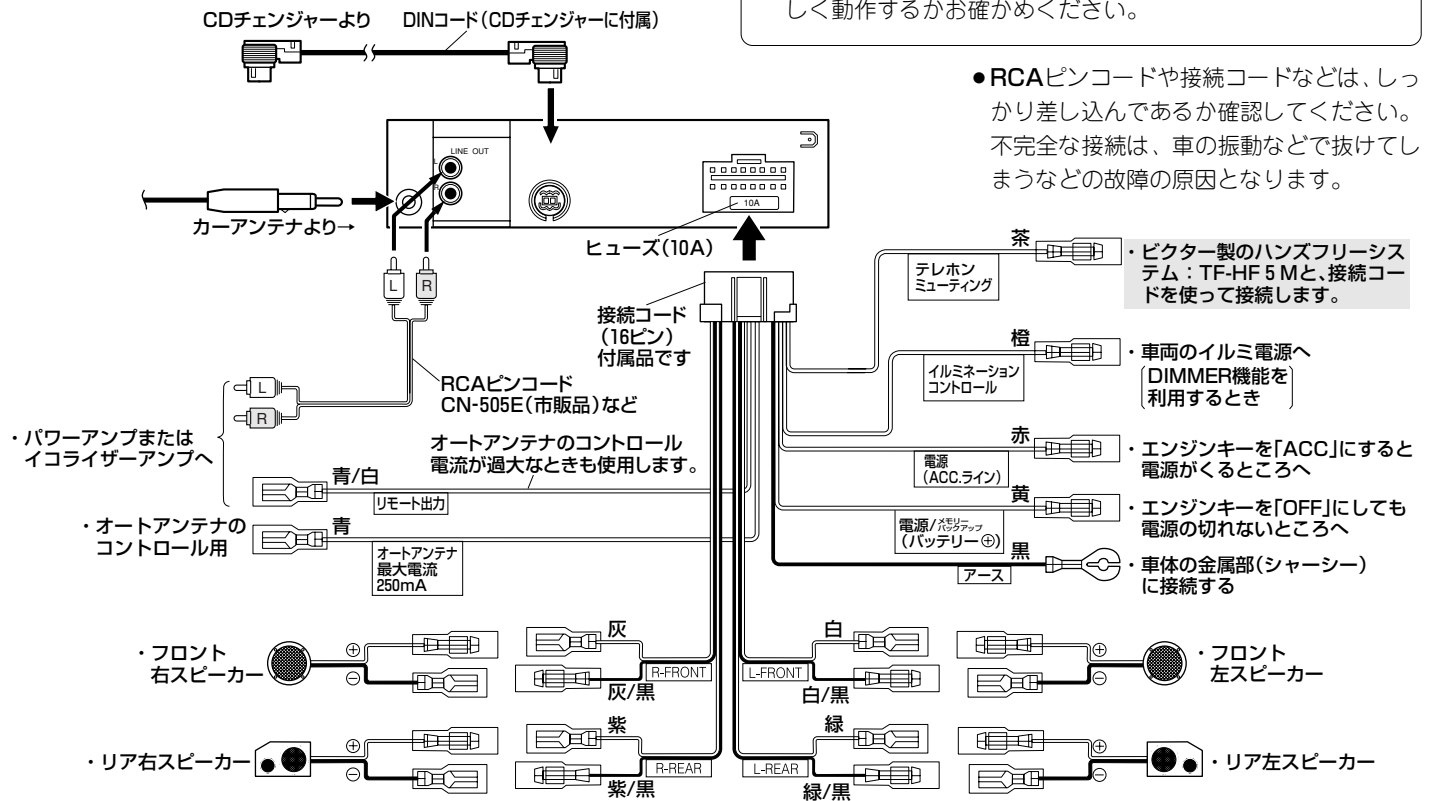 しく動作するかお確かめください。
CDチェンジャーより
DINコード(CDチェンジャーに付属)
●RCAピンコードや接続コードなどは、しっ
かり差し込んであるか確認してください。
不完全な接続は、車の振動などで抜けてし
まうなどの故障の原因となります。
LINE OUT
L
R
10A
カーアンテナより→
ヒューズ(10A)
L
R
接続コード
(16ピン)
付属品です
RCAピンコード
CN-505E(市販品)など
L
R
・パワーアンプまたは
イコライザーアンプへ
オートアンテナのコントロール
電流が過大なときも使用します。
青/白
リモート出力
・オートアンテナの
コントロール用
青
オートアンテナ
最大電流
250mA
茶
テレホン
ミューティング
・ビクター製のハンズフリーシス
テム:TF-HF5Mと、接続コー
ドを使って接続します。
橙
イルミネーション
コントロール
・車両のイルミ電源へ
(DIMMER機能を
利用するとき)
赤
電源
(ACC.ライン)
・エンジンキーを「ACC」にすると
電源がくるところへ
黄
電源/メモリーバックアップ
(バッテリー⊕)
・エンジンキーを「OFF」にしても
電源の切れないところへ
黒
アース
・車体の金属部(シャーシー)
に接続する
・フロント
右スピーカー
⊕
⊖
灰
R-FRONT
灰/黒
白
L-FRONT
白/黒
⊕
⊖
・フロント
左スピーカー
・リア右スピーカー
⊕
⊖
紫
R-REAR
紫/黒
緑
L-REAR
緑/黒
⊕
⊖
・リア左スピーカー